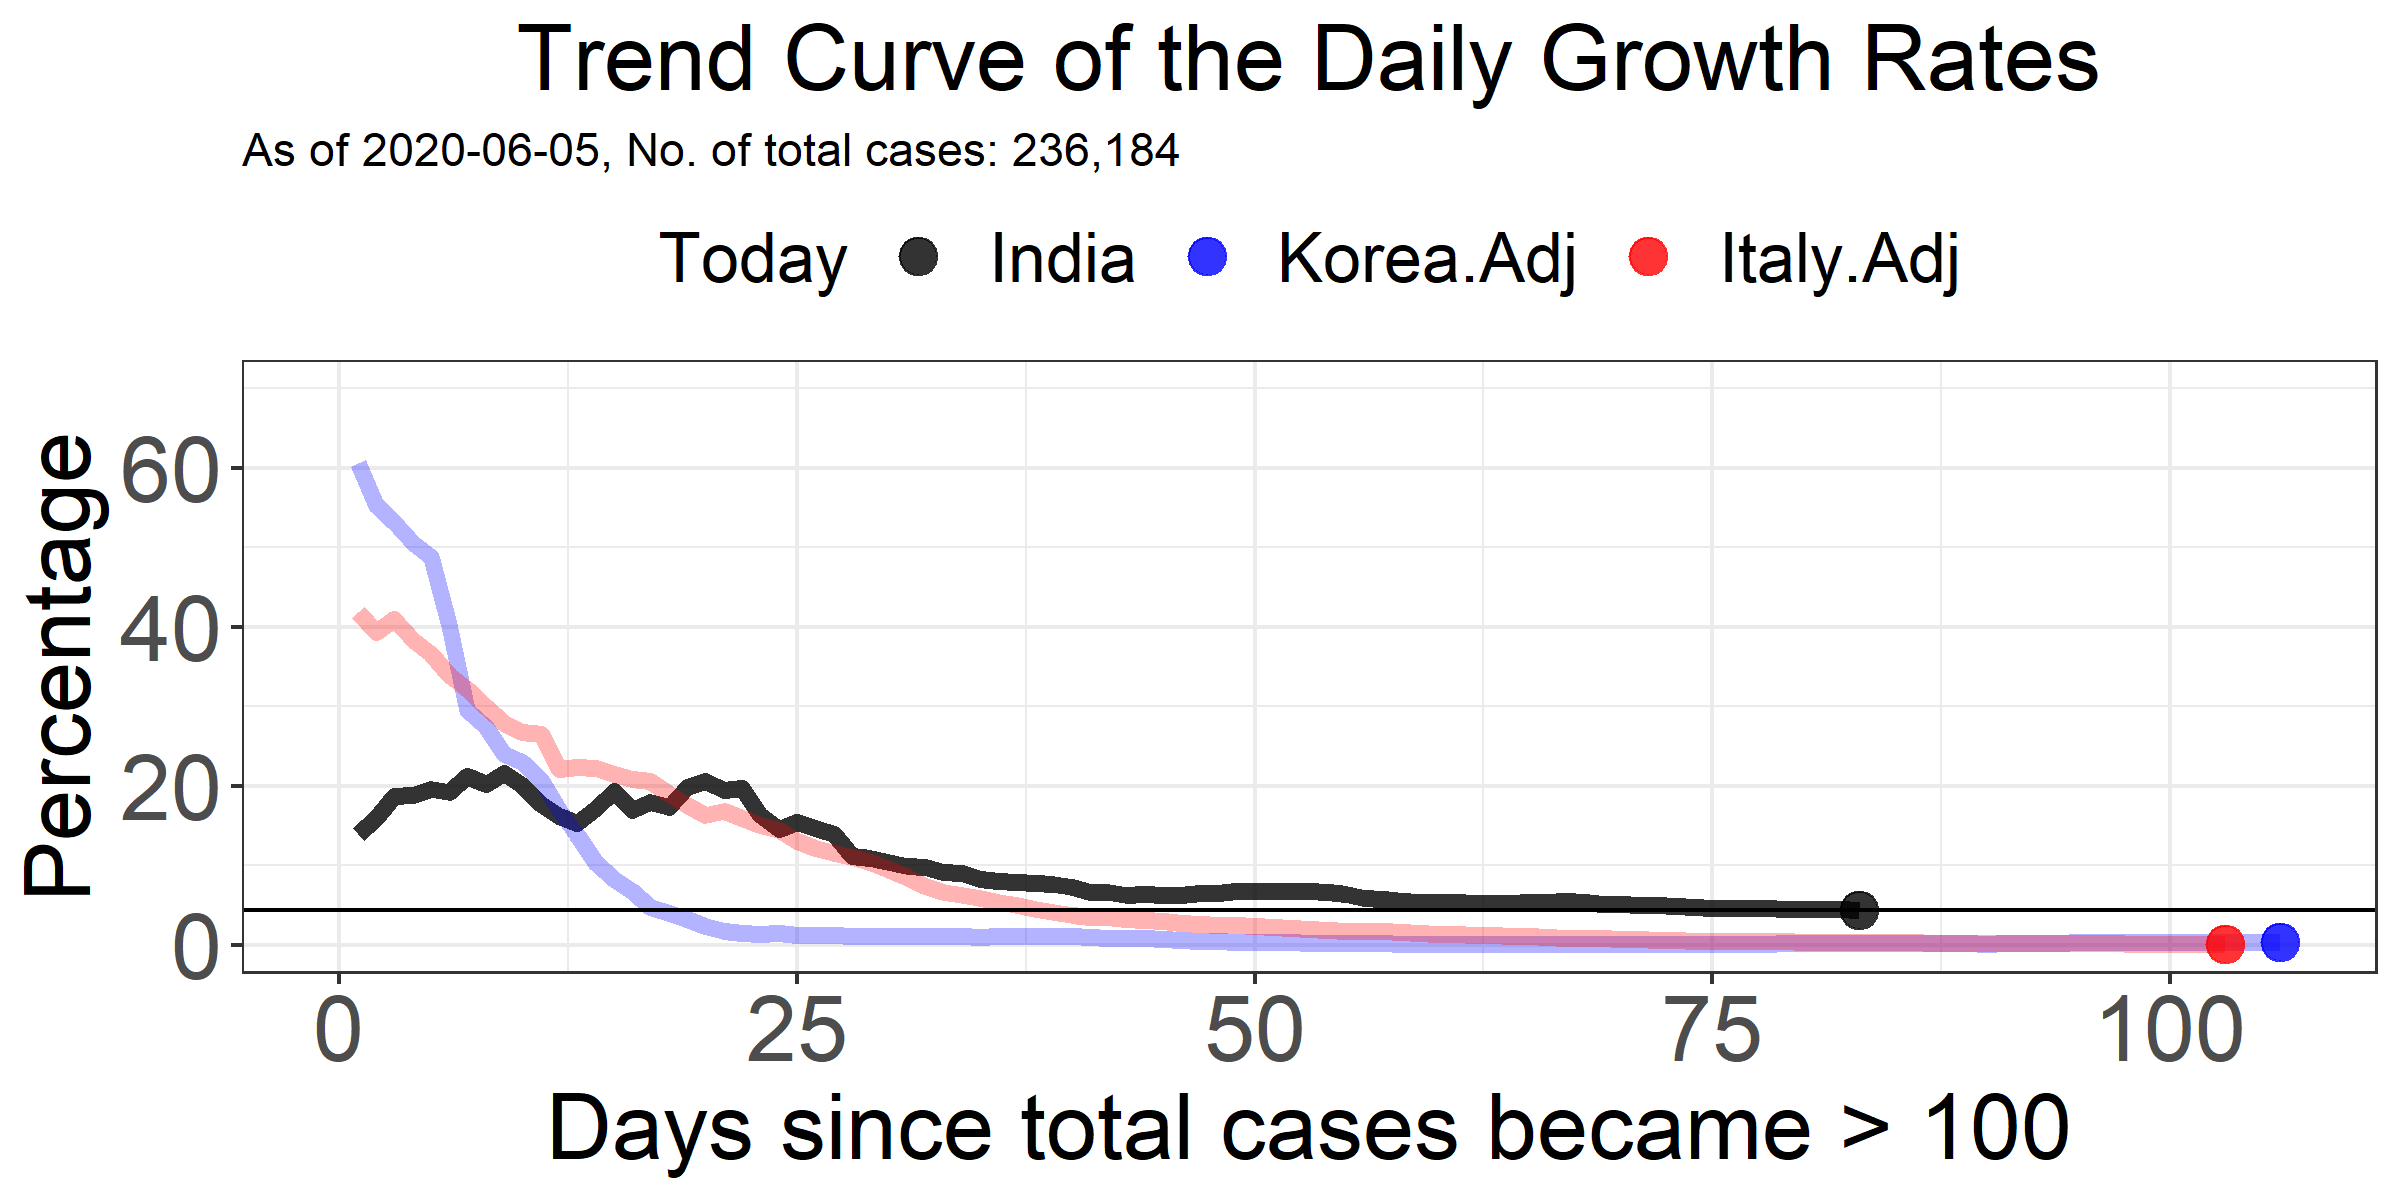 Trend Curve of the Daily Growth Rates
As of 2020-06-05, No. of total cases: 236,184
Today India Korea.Adj Italy.Adj
Percentage
60
40
20
0
0 25 50 75 100
Days since total cases became > 100